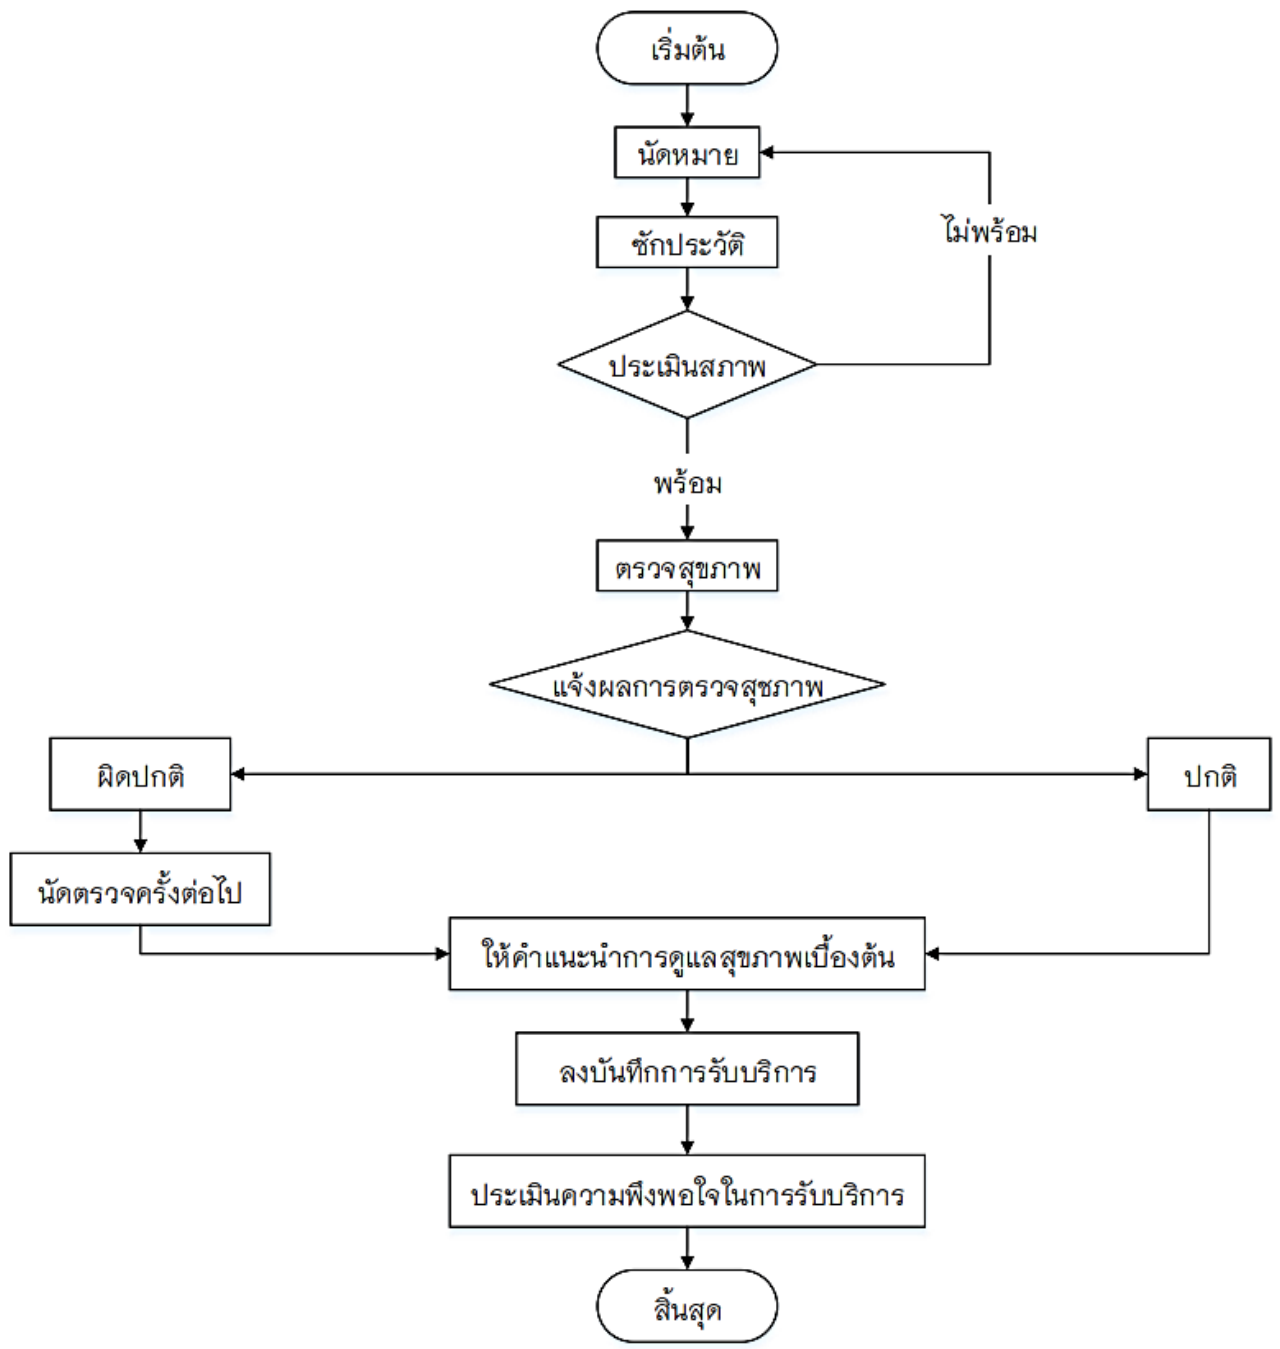 เริ่มต้น
นัดหมาย
ไม่พร้อม
ซักประวัติ
ประเมินสภาพ
พร้อม
ตรวจสุขภาพ
แจ้งผลการตรวจสุชภาพ
ผิดปกติ
ปกติ
นัดตรวจครั้งต่อไป
ให้คำแนะนำการดูแลสุขภาพเบื้องต้น
ลงบันทึกการรับบริการ
ประเมินความพึงพอใจในการรับบริการ
สิ้นสุด